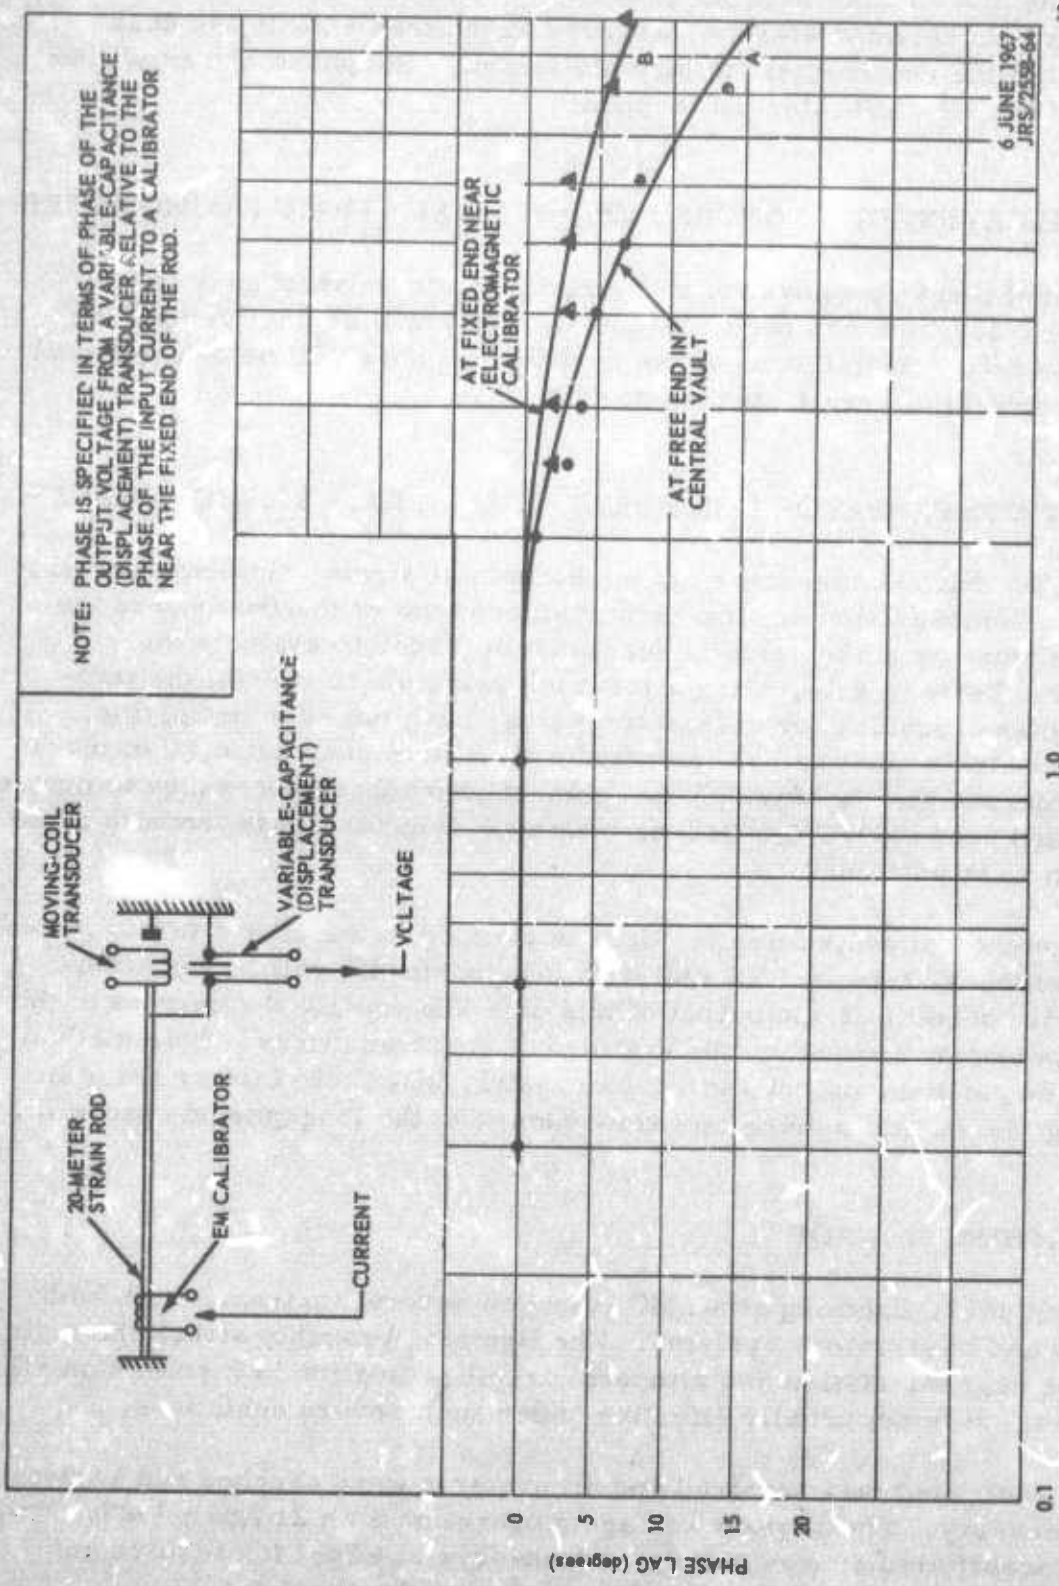 NOTE: PHASE IS SPECIFIED IN TERMS OF PHASE OF THE
OUTPUT VOLTAGE FROM A VARIABLE-CAPACITANCE
(DISPLACEMENT) TRANSDUCER RELATIVE TO THE
PHASE OF THE INPUT CURRENT TO A CALIBRATOR
NEAR THE FIXED END OF THE ROD.
MOVING-COIL
TRANSDUCER
20-METER
STRAIN ROD
EM CALIBRATOR
CURRENT
VARIABLE-CAPACITANCE
(DISPLACEMENT)
TRANSDUCER
VOLTAGE
AT FIXED END NEAR
ELECTROMAGNETIC
CALIBRATOR
B
AT FREE END IN
CENTRAL VAULT
A
PHASE LAG (degrees)
0
5
10
15
20
0.1
1.0
6 JUNE 1967
JRS/2558-64